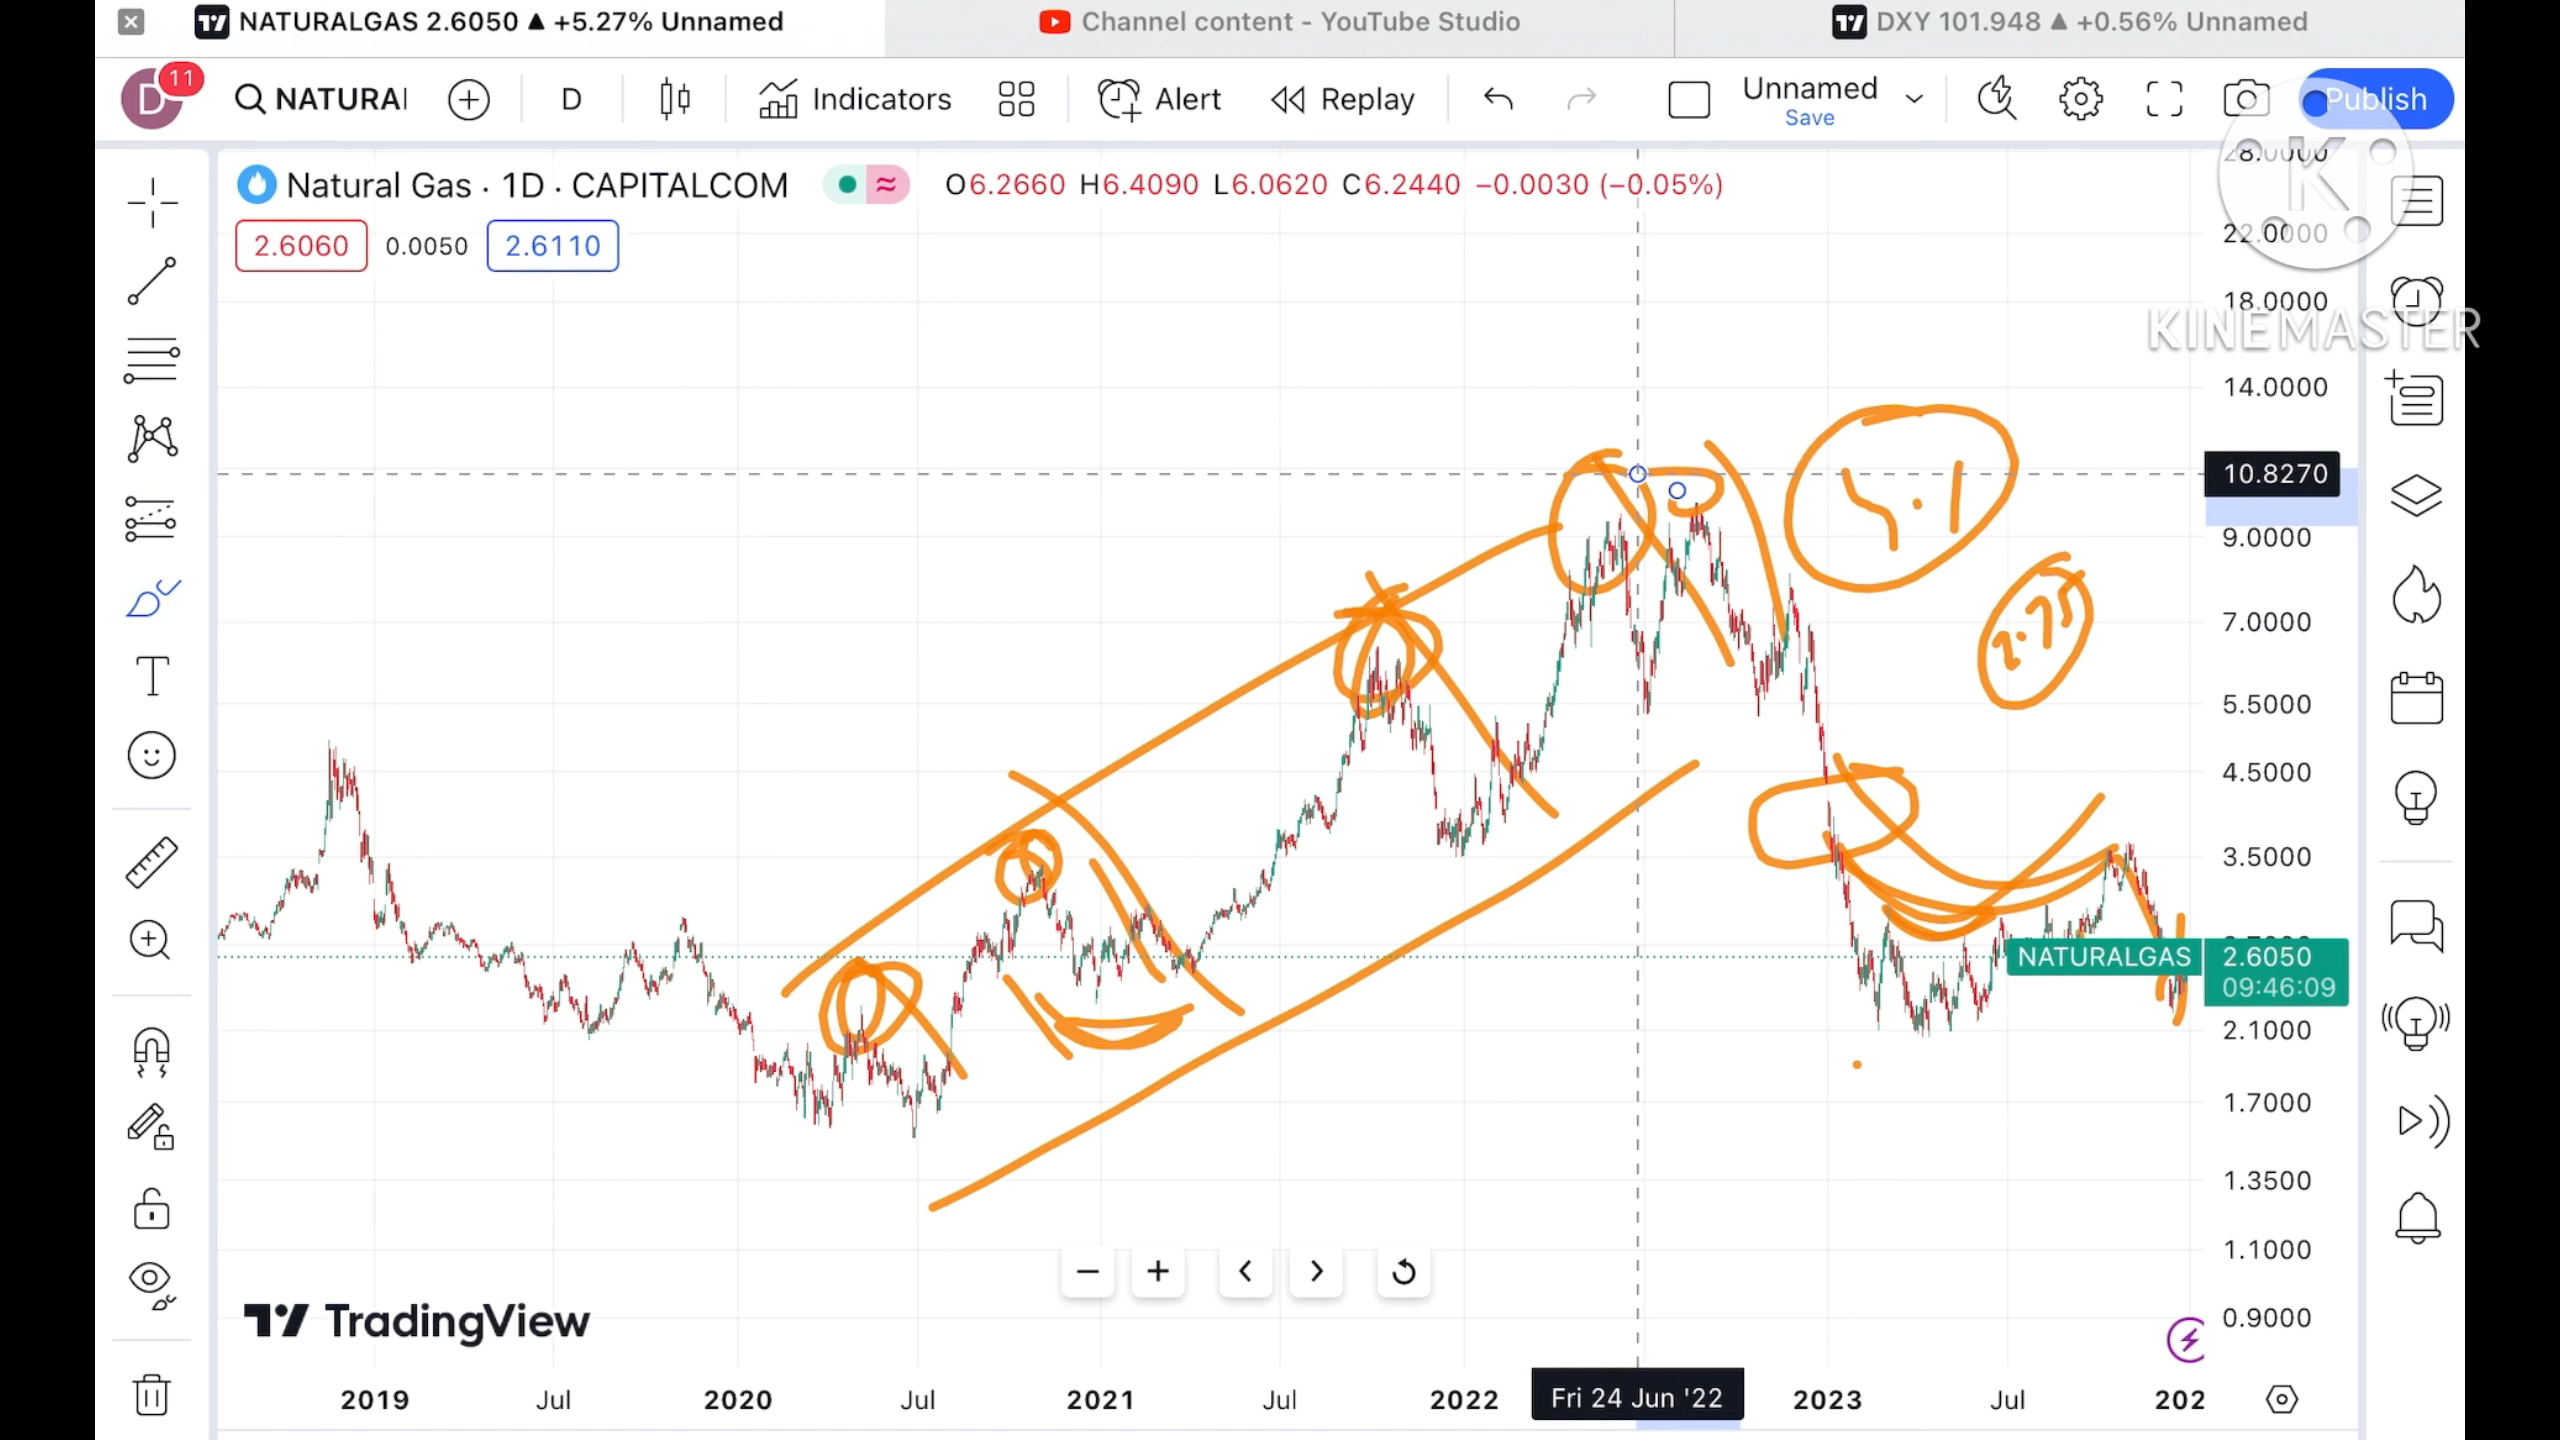 NATURALGAS 2.6050 ▲ +5.27% Unnamed
Channel content - YouTube Studio
DXY 101.948 ▲ +0.56% Unnamed
D
11
NATURAL
D
Indicators
Alert
Replay
Unnamed
Save
Publish
K
KINEMASTER
Natural Gas · 1D · CAPITALCOM
O6.2660 H6.4090 L6.0620 C6.2440 −0.0030 (−0.05%)
2.6060 0.0050 2.6110
28.0000
22.0000
18.0000
14.0000
10.8270
9.0000
7.0000
5.5000
4.5000
3.5000
NATURALGAS
2.6050
09:46:09
2.1000
1.7000
1.3500
1.1000
0.9000
2.75
TradingView
2019 Jul 2020 Jul 2021 Jul 2022 Fri 24 Jun '22 2023 Jul 202